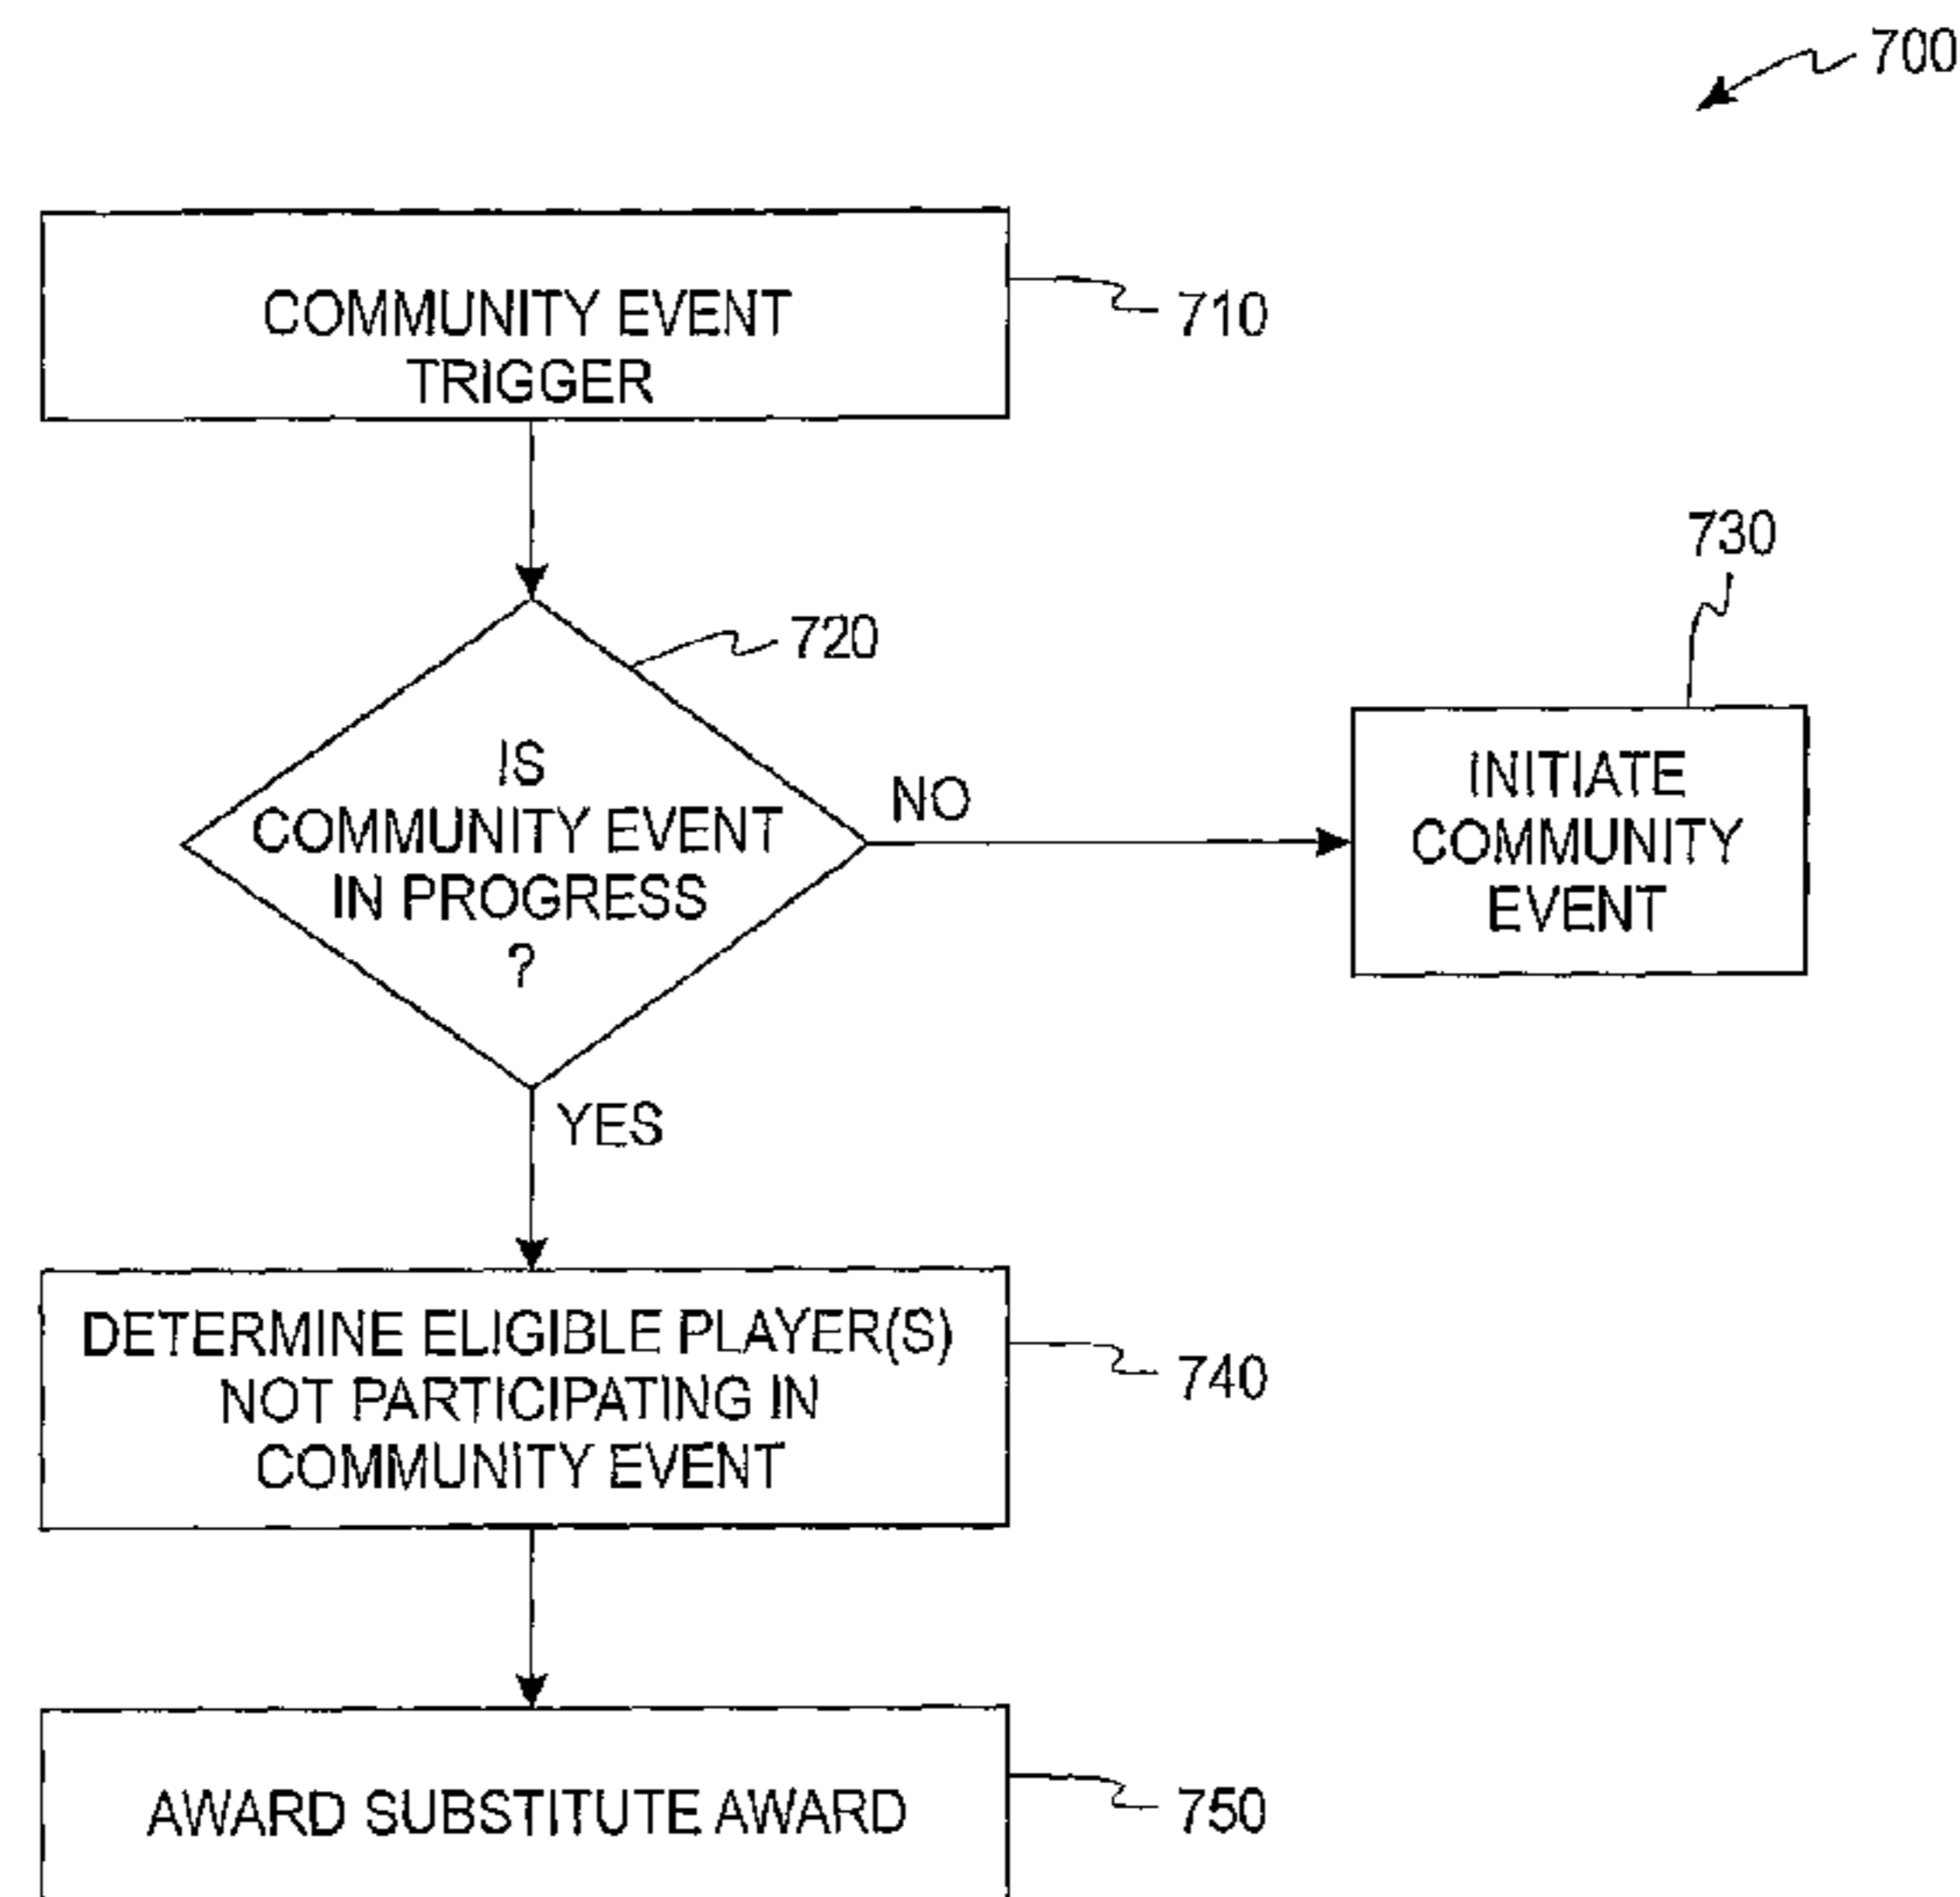 700
COMMUNITY EVENT
TRIGGER
710
720
IS
COMMUNITY EVENT
IN PROGRESS
?
NO
730
INITIATE
COMMUNITY
EVENT
YES
DETERMINE ELIGIBLE PLAYER(S)
NOT PARTICIPATING IN
COMMUNITY EVENT
740
AWARD SUBSTITUTE AWARD
750